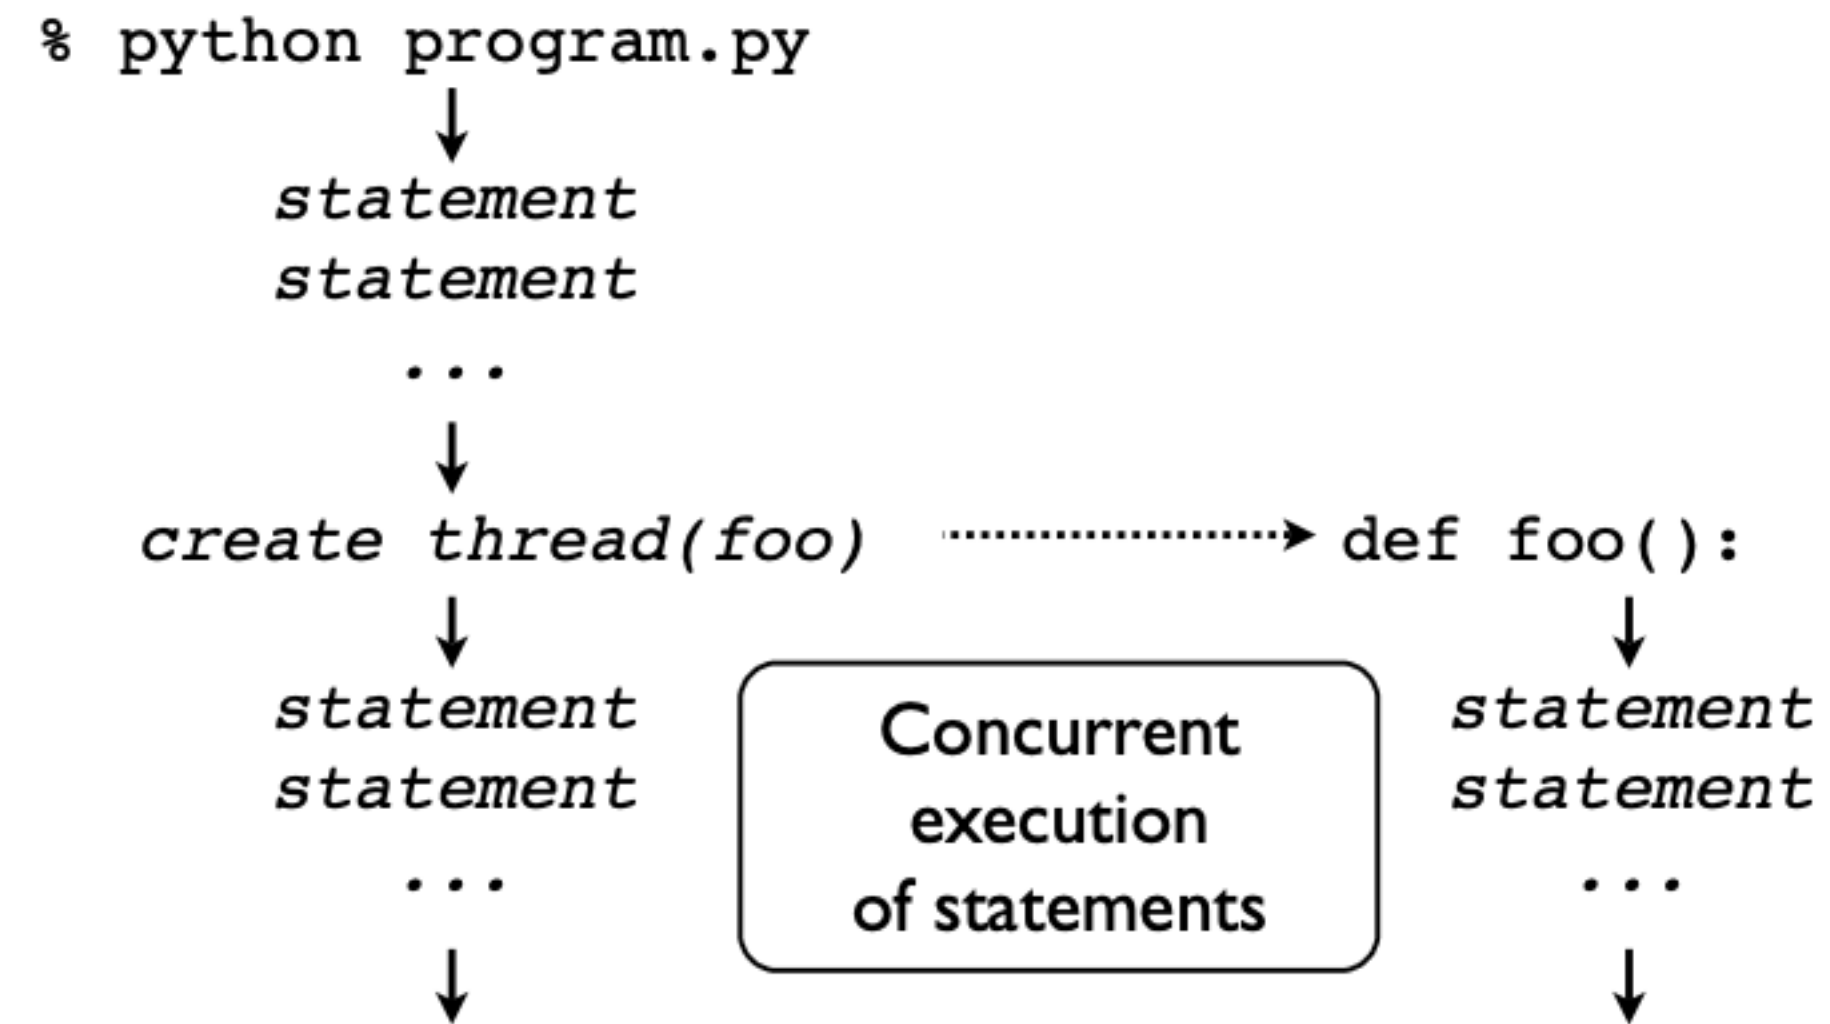 % python program.py
statement
statement
...
create thread(foo)
def foo():
statement
statement
...
Concurrent
execution
of statements
statement
statement
...